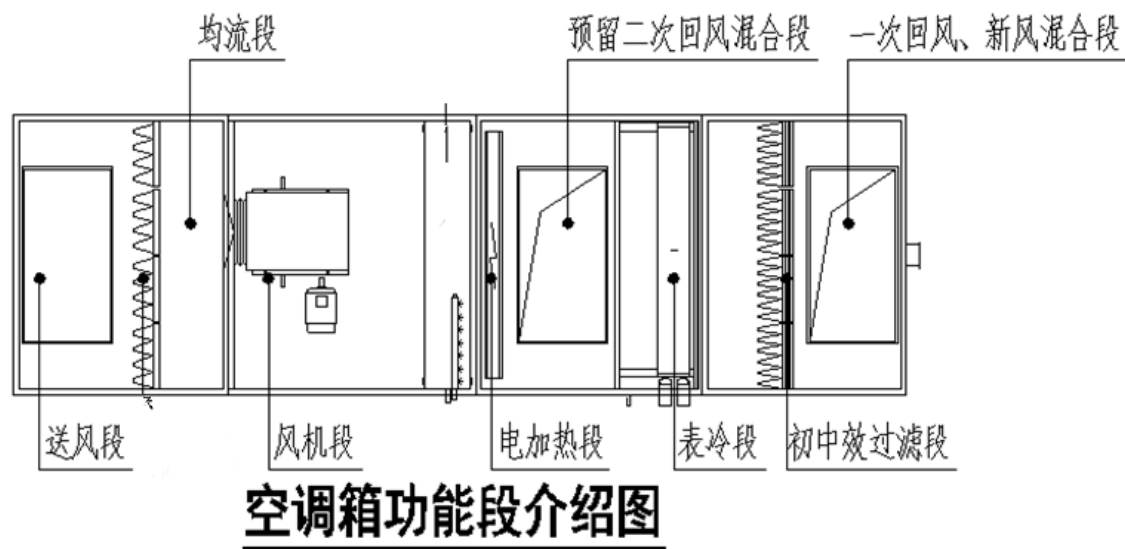 均流段
预留二次回风混合段
一次回风、新风混合段
送风段
风机段
电加热段
表冷段
初中效过滤段
空调箱功能段介绍图